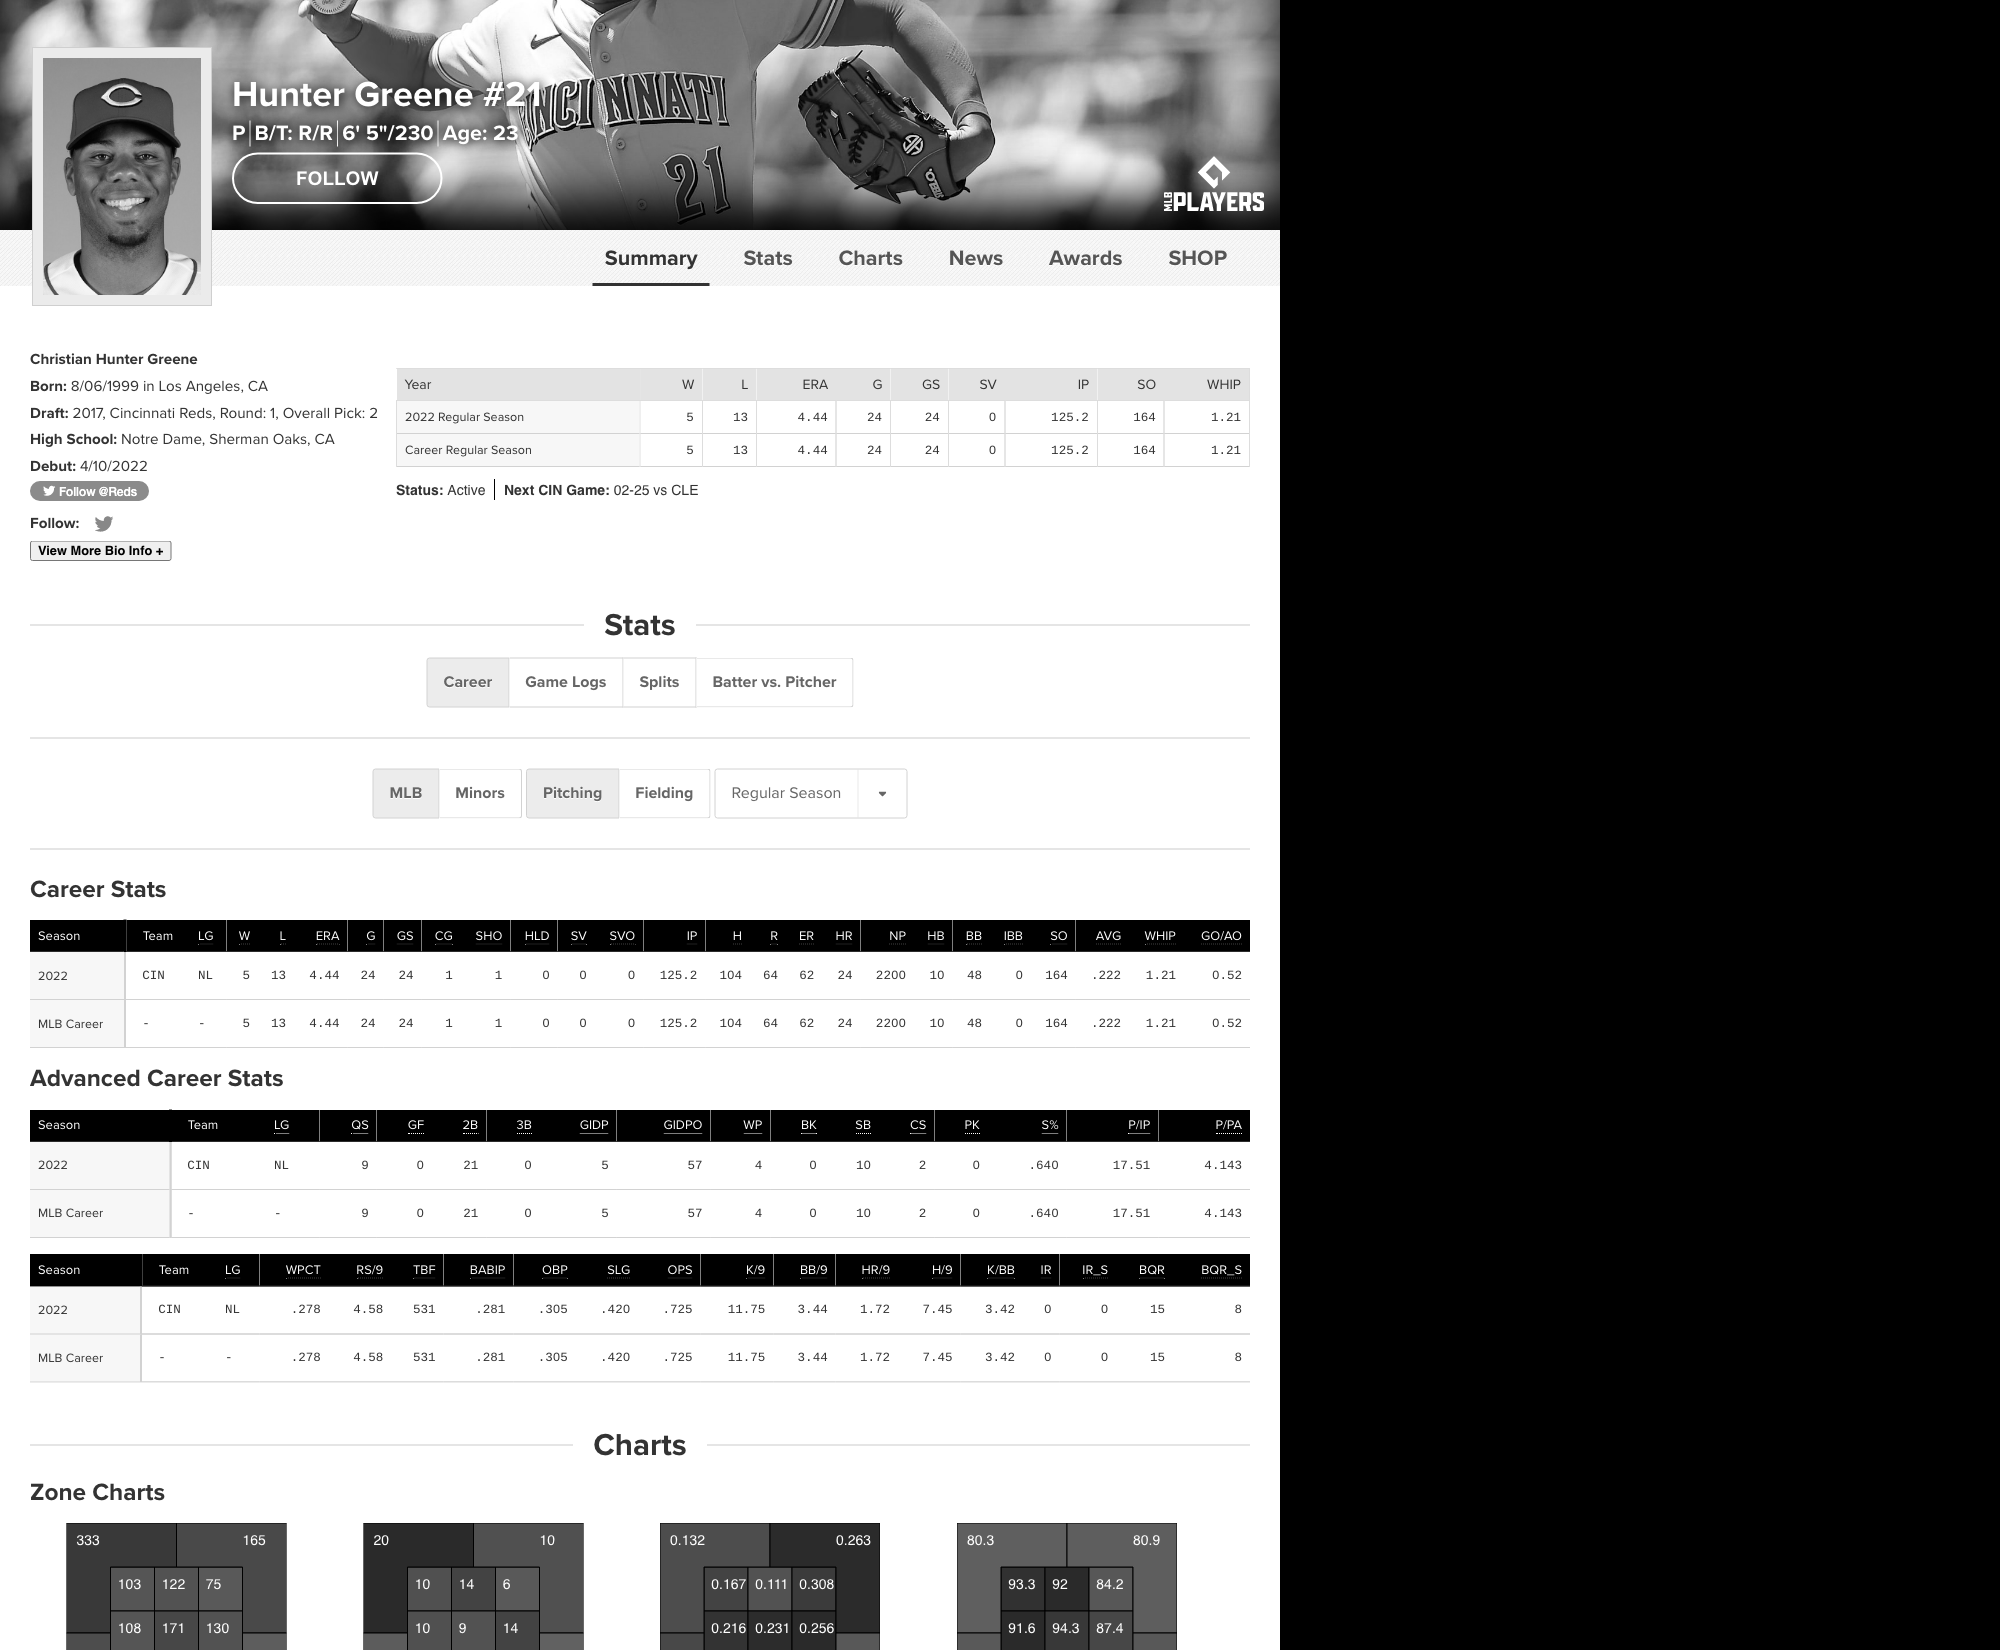 Hunter Greene #21
P B/T: R/R 6' 5"/230 Age: 23
FOLLOW
CINCINNATI
21
MLB PLAYERS
Summary Stats Charts News Awards SHOP
Christian Hunter Greene
Born: 8/06/1999 in Los Angeles, CA
Draft: 2017, Cincinnati Reds, Round: 1, Overall Pick: 2
High School: Notre Dame, Sherman Oaks, CA
Debut: 4/10/2022
Follow @Reds
Follow:
View More Bio Info +
Year W L ERA G GS SV IP SO WHIP
2022 Regular Season 5 13 4.44 24 24 0 125.2 164 1.21
Career Regular Season 5 13 4.44 24 24 0 125.2 164 1.21
Status: Active Next CIN Game: 02-25 vs CLE
Stats
Career Game Logs Splits Batter vs. Pitcher
MLB Minors Pitching Fielding Regular Season
Career Stats
Season Team LG W L ERA G GS CG SHO HLD SV SVO IP H R ER HR NP HB BB IBB SO AVG WHIP GO/AO
2022 CIN NL 5 13 4.44 24 24 1 1 0 0 0 125.2 104 64 62 24 2200 10 48 0 164 .222 1.21 0.52
MLB Career - - 5 13 4.44 24 24 1 1 0 0 0 125.2 104 64 62 24 2200 10 48 0 164 .222 1.21 0.52
Advanced Career Stats
Season Team LG QS GF 2B 3B GIDP GIDPO WP BK SB CS PK S% P/IP P/PA
2022 CIN NL 9 0 21 0 5 57 4 0 10 2 0 .640 17.51 4.143
MLB Career - - 9 0 21 0 5 57 4 0 10 2 0 .640 17.51 4.143
Season Team LG WPCT RS/9 TBF BABIP OBP SLG OPS K/9 BB/9 HR/9 H/9 K/BB IR IR_S BQR BQR_S
2022 CIN NL .278 4.58 531 .281 .305 .420 .725 11.75 3.44 1.72 7.45 3.42 0 0 15 8
MLB Career - - .278 4.58 531 .281 .305 .420 .725 11.75 3.44 1.72 7.45 3.42 0 0 15 8
Charts
Zone Charts
333 165 20 10 0.132 0.263 80.3 80.9
103 122 75 10 14 6 0.167 0.111 0.308 93.3 92 84.2
108 171 130 10 9 14 0.216 0.231 0.256 91.6 94.3 87.4